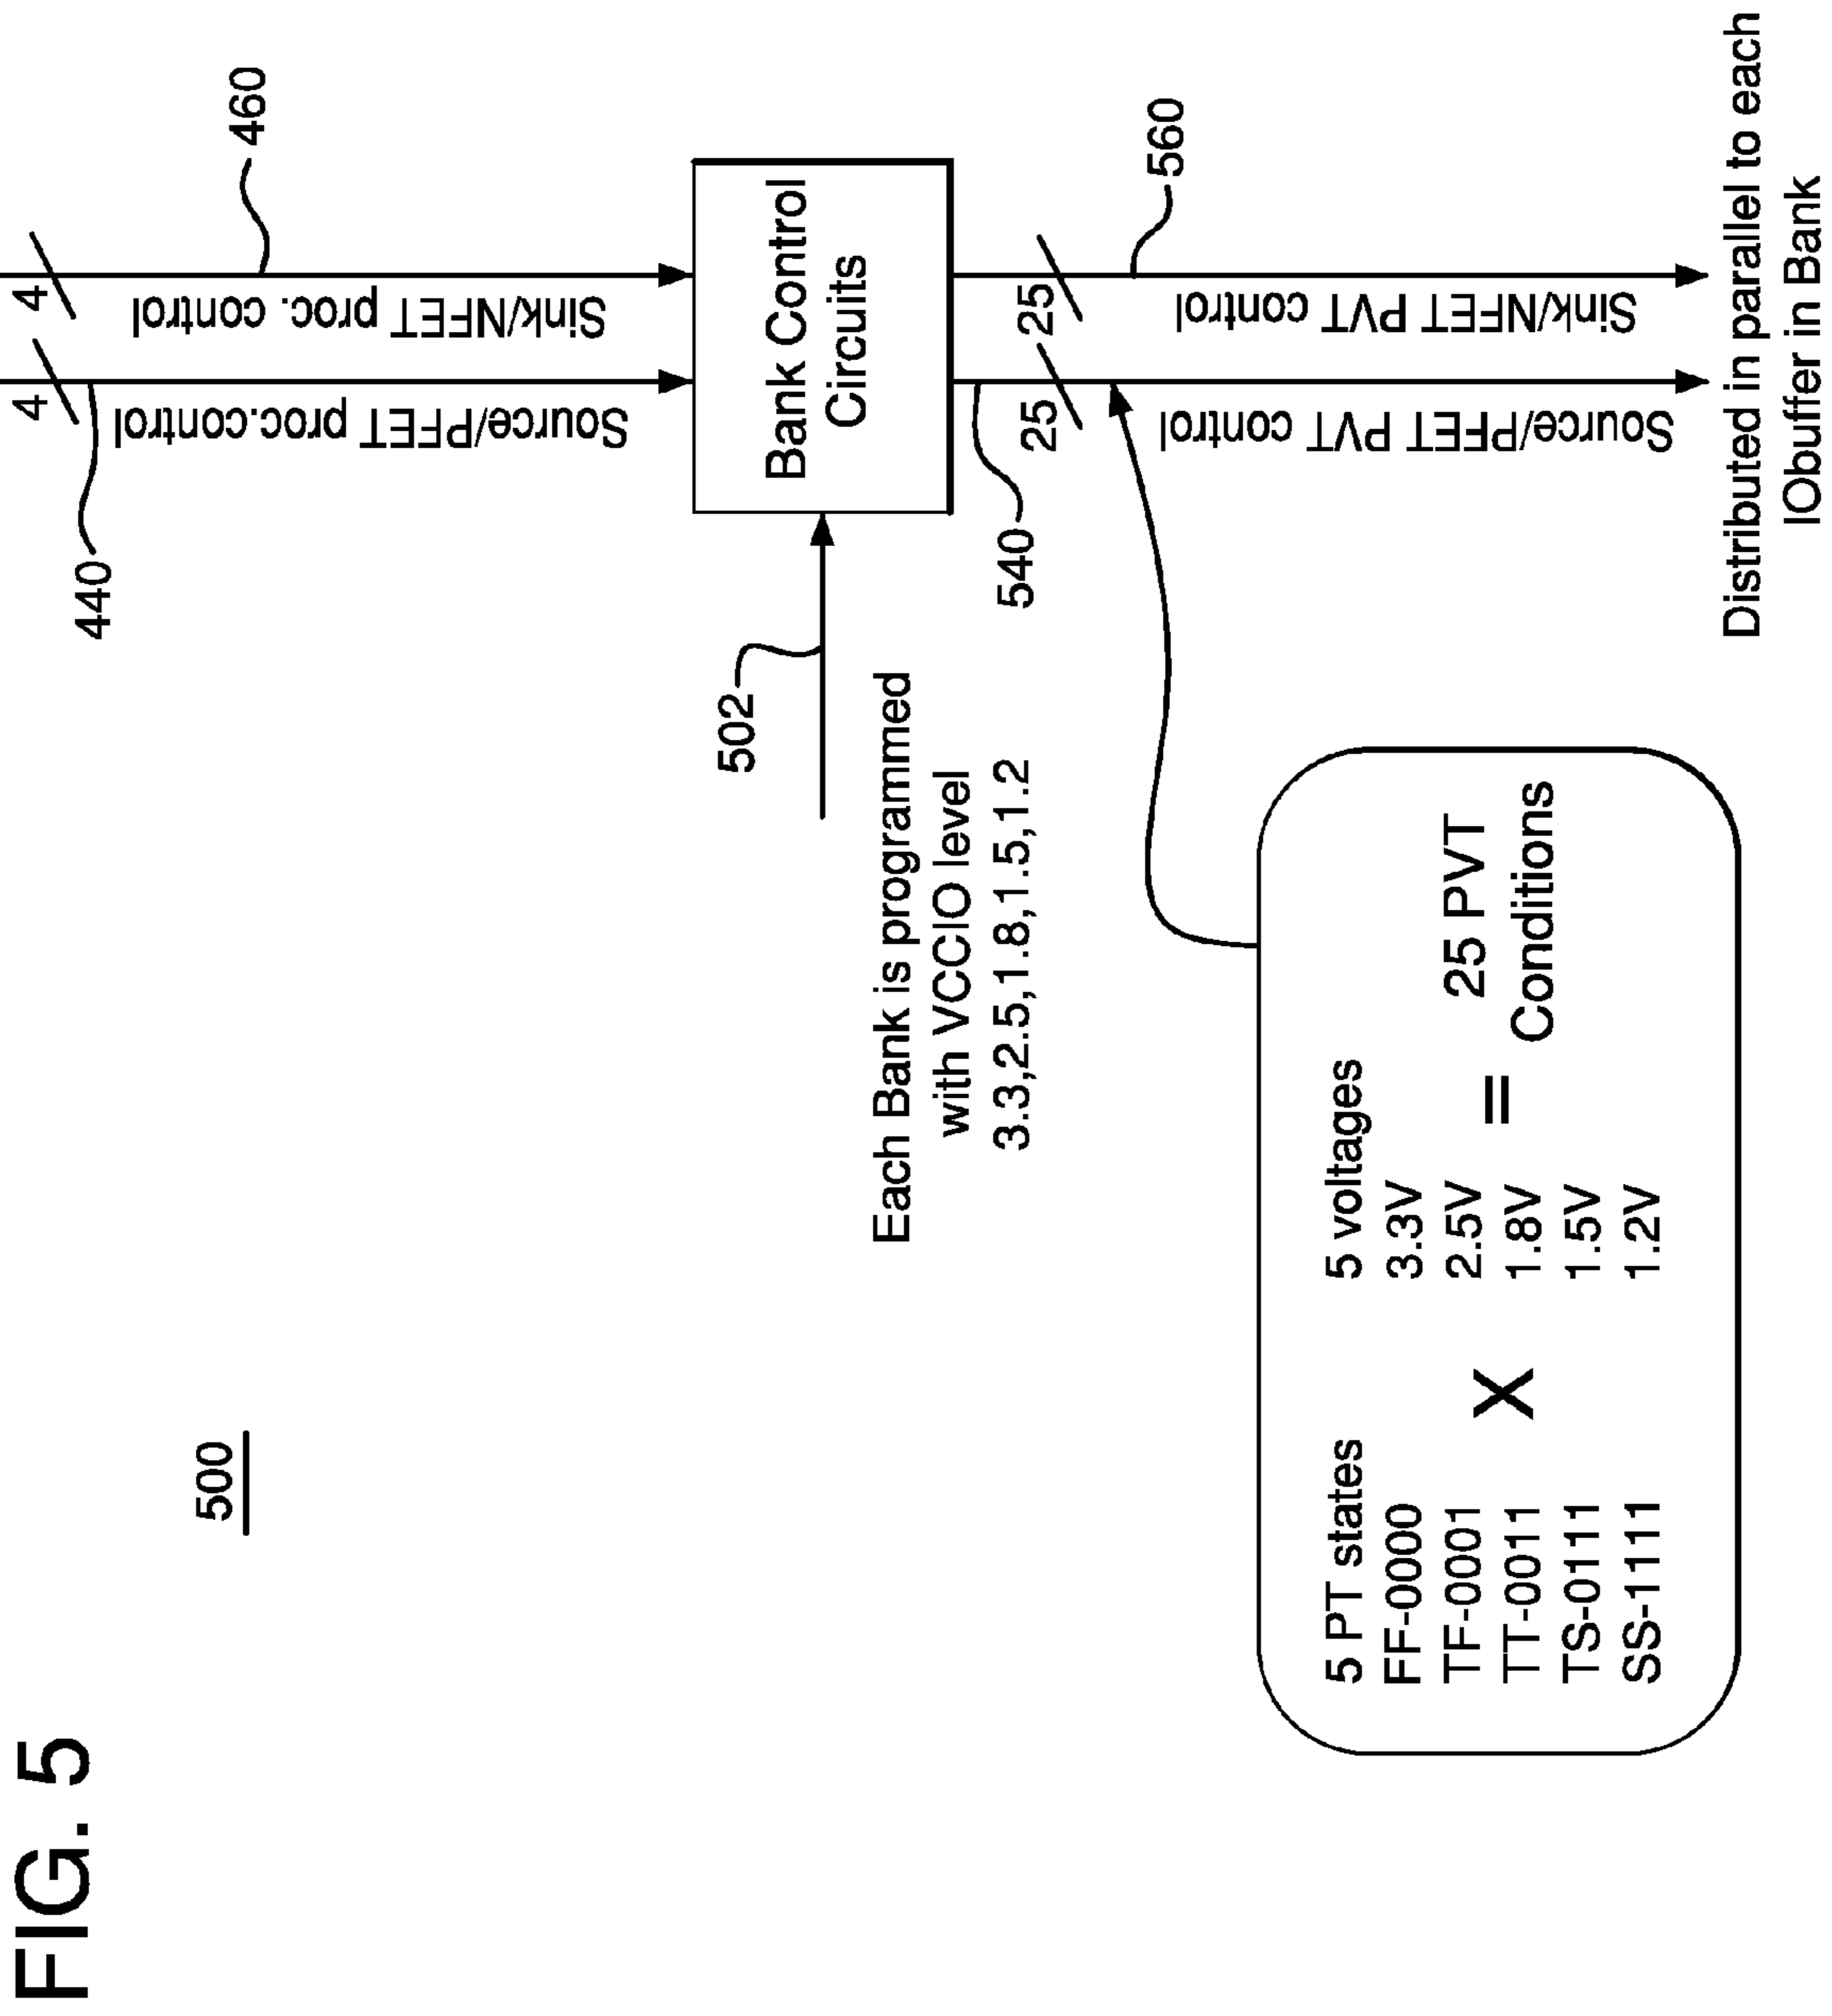 FIG. 5
500
440
460
4
4
Source/PFET proc.control
Sink/NFET proc. control
502
Each Bank is programmed
with VCCIO level
3.3,2.5,1.8,1.5,1.2
Bank Control
Circuits
540
560
25
25
Source/PFET PVT control
Sink/NFET PVT control
5 PT states
FF-0000
TF-0001
TT-0011
TS-0111
SS-1111
X
5 voltages
3.3V
2.5V
1.8V
1.5V
1.2V
=
25 PVT
Conditions
Distributed in parallel to each
IObuffer in Bank